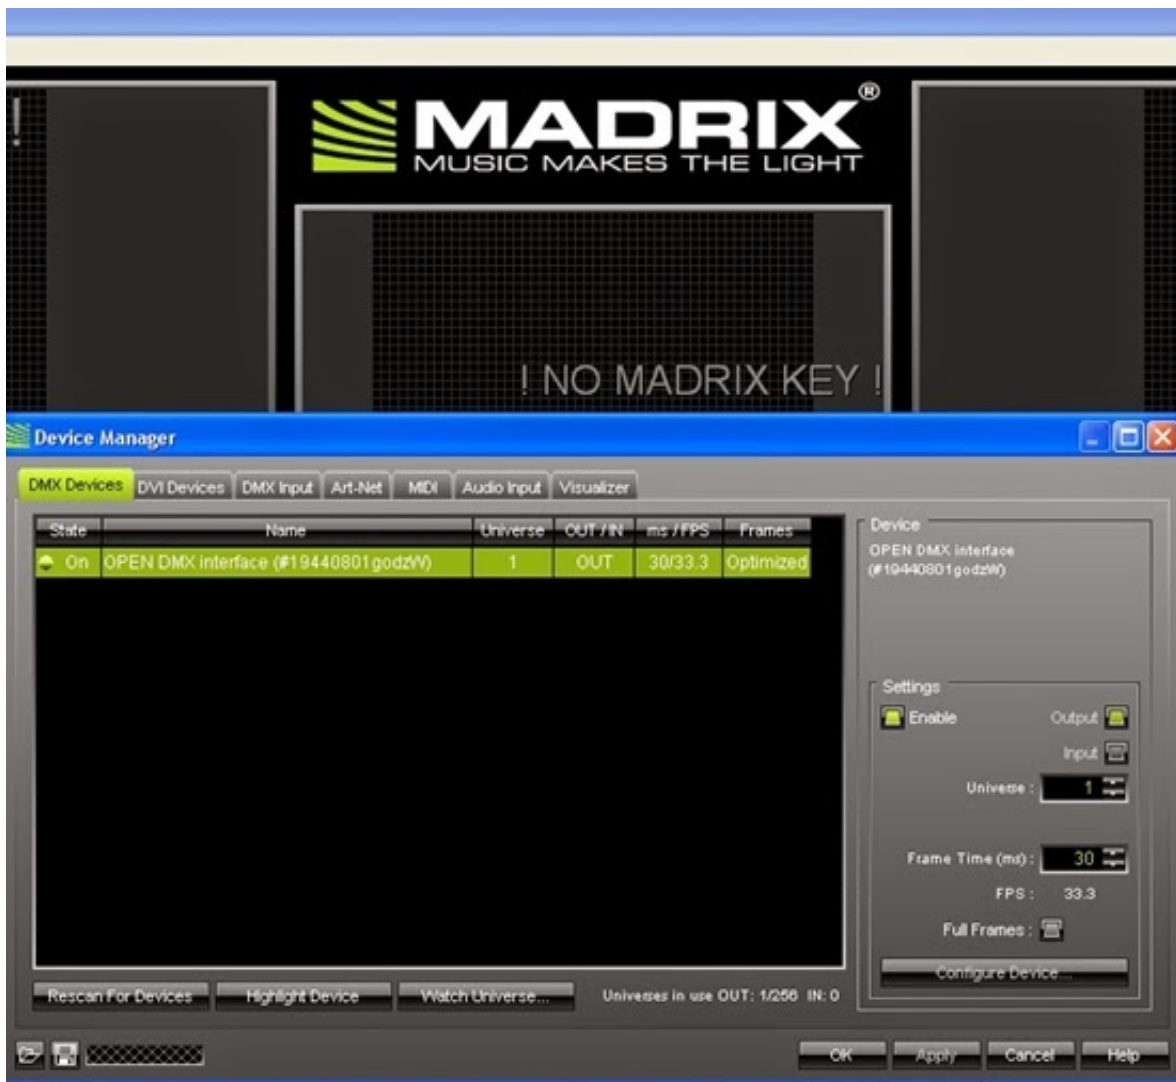 !
MADRIX®
MUSIC MAKES THE LIGHT
! NO MADRIX KEY !
Device Manager
DMX Devices DVI Devices DMX Input Art-Net MIDI Audio Input Visualizer
State Name Universe OUT / IN ms / FPS Frames
On OPEN DMX interface (#19440801godzW) 1 OUT 30/33.3 Optimized
Device
OPEN DMX interface
(#19440801godzW)
Settings
Enable Output
Input
Universe : 1
Frame Time (ms) : 30
FPS : 33.3
Full Frames :
Configure Device...
Rescan For Devices Highlight Device Watch Universe... Universes in use OUT: 1/256 IN: 0
OK Apply Cancel Help